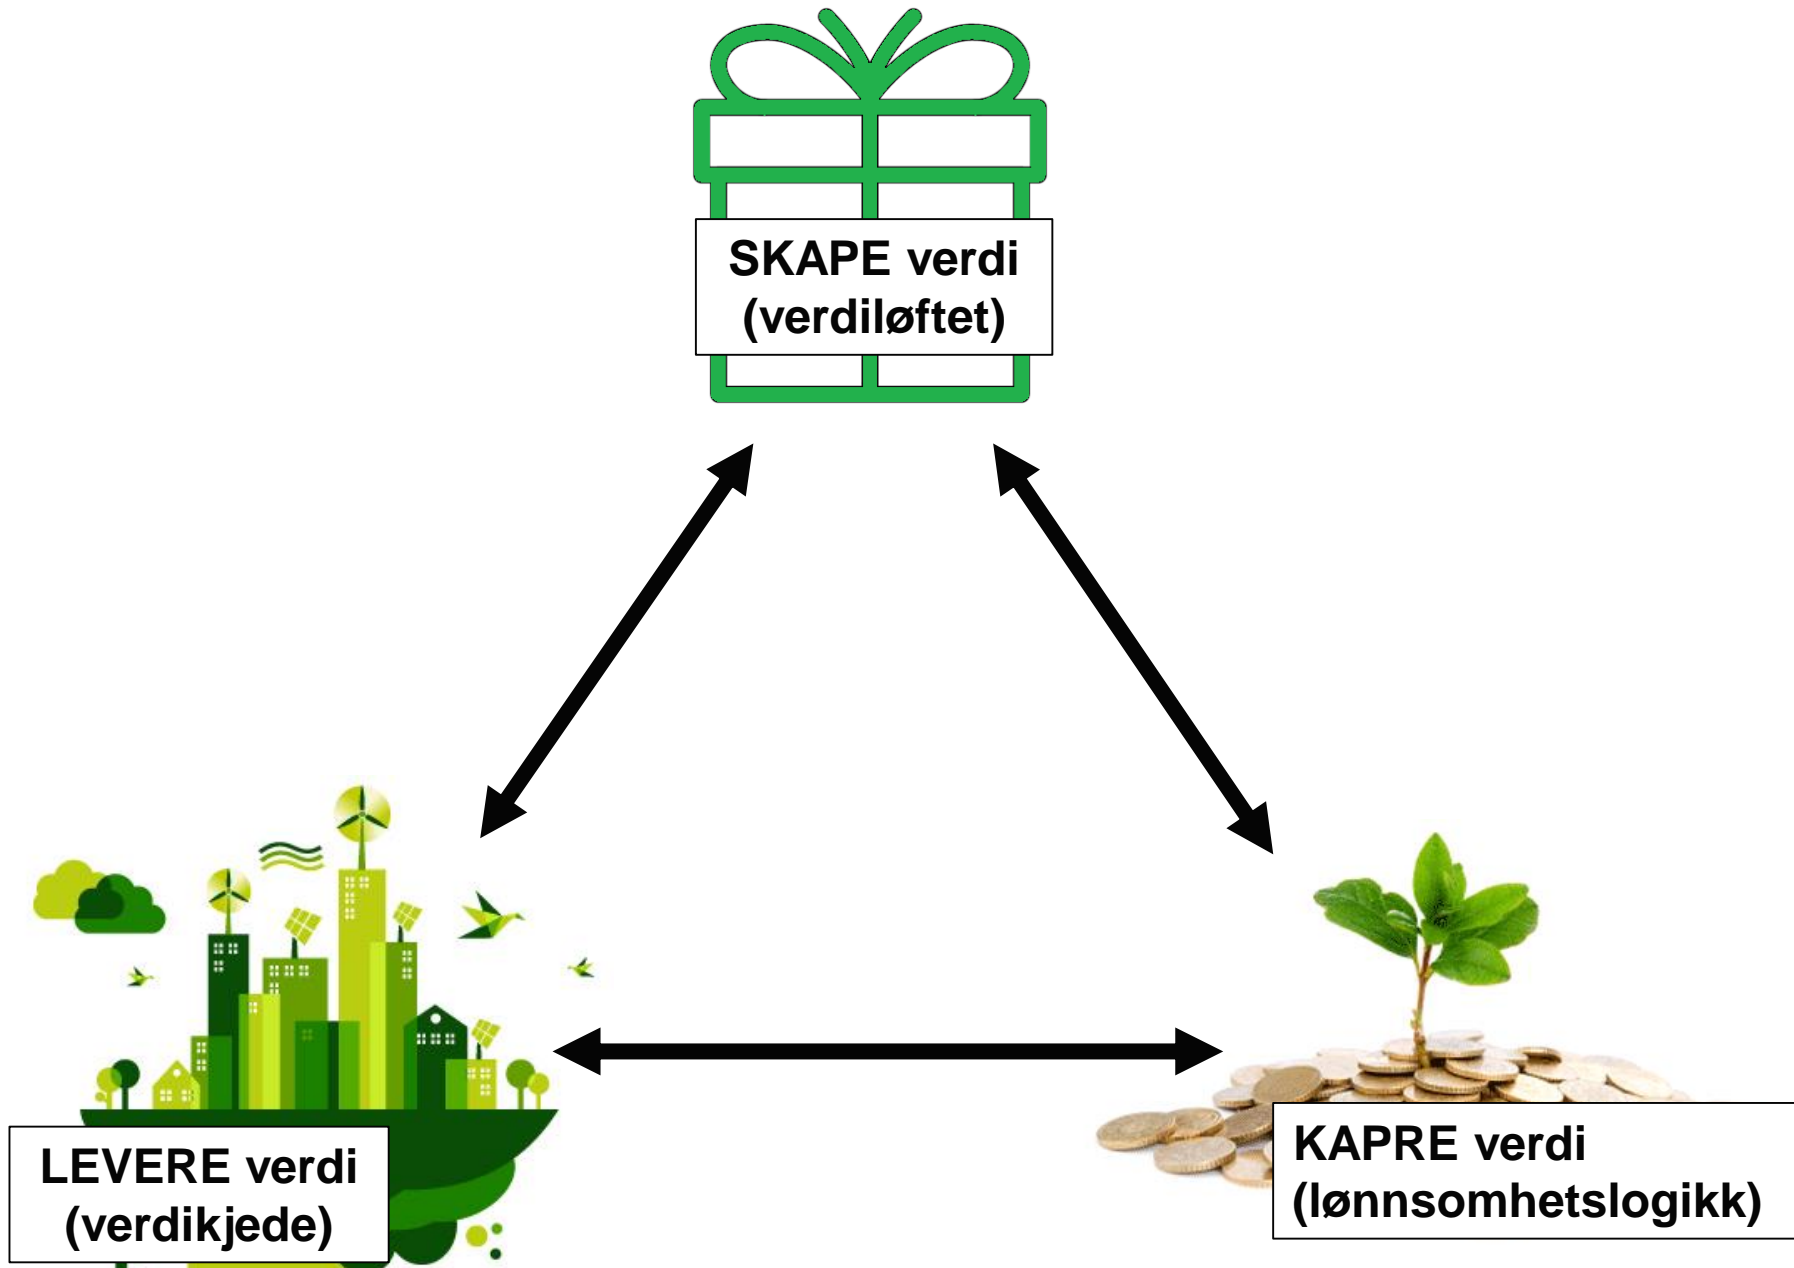 SKAPE verdi
(verdiløftet)
LEVERE verdi
(verdikjede)
KAPRE verdi
(lønnsomhetslogikk)